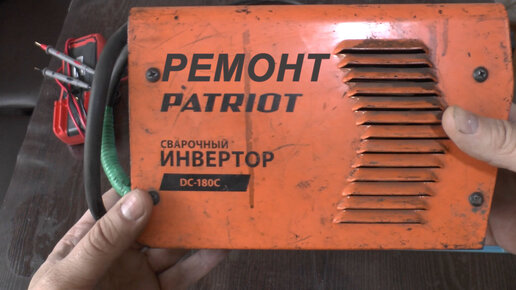 РЕМОНТ
PATRIOT
СВАРОЧНЫЙ
ИНВЕРТОР
DC-180C